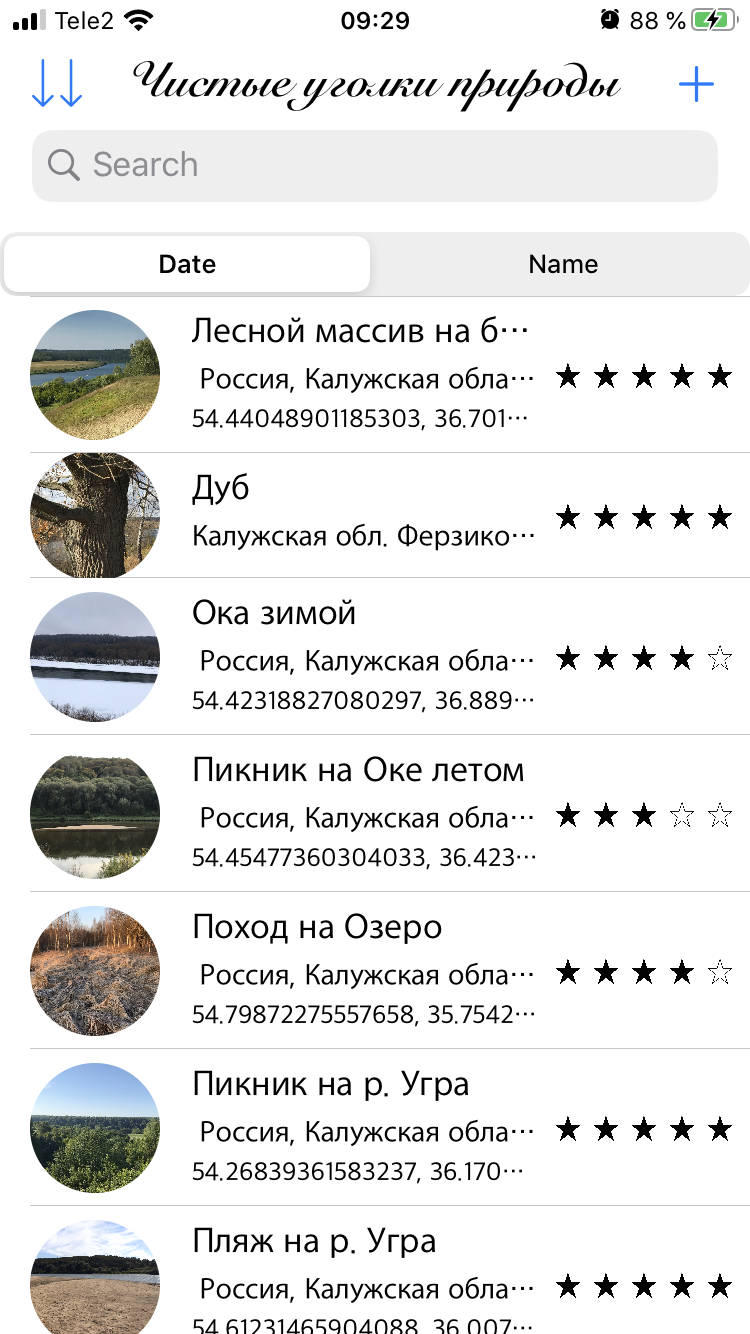 Tele2 09:29 88 %
Чистые уголки природы
Search
Date Name
Лесной массив на б…
Россия, Калужская обла…
54.44048901185303, 36.701…
Дуб
Калужская обл. Ферзико…
Ока зимой
Россия, Калужская обла…
54.42318827080297, 36.889…
Пикник на Оке летом
Россия, Калужская обла…
54.45477360304033, 36.423…
Поход на Озеро
Россия, Калужская обла…
54.79872275557658, 35.7542…
Пикник на р. Угра
Россия, Калужская обла…
54.26839361583237, 36.170…
Пляж на р. Угра
Россия, Калужская обла…
54.61231465904088, 36.007…